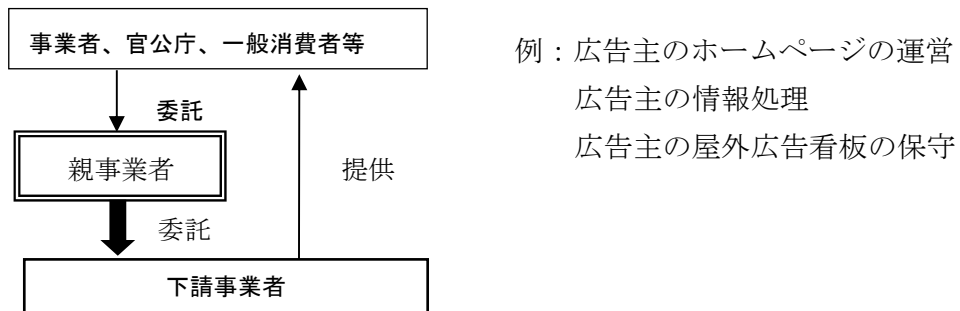 事業者、官公庁、一般消費者等
委託
親事業者
提供
委託
下請事業者
例：広告主のホームページの運営
広告主の情報処理
広告主の屋外広告看板の保守